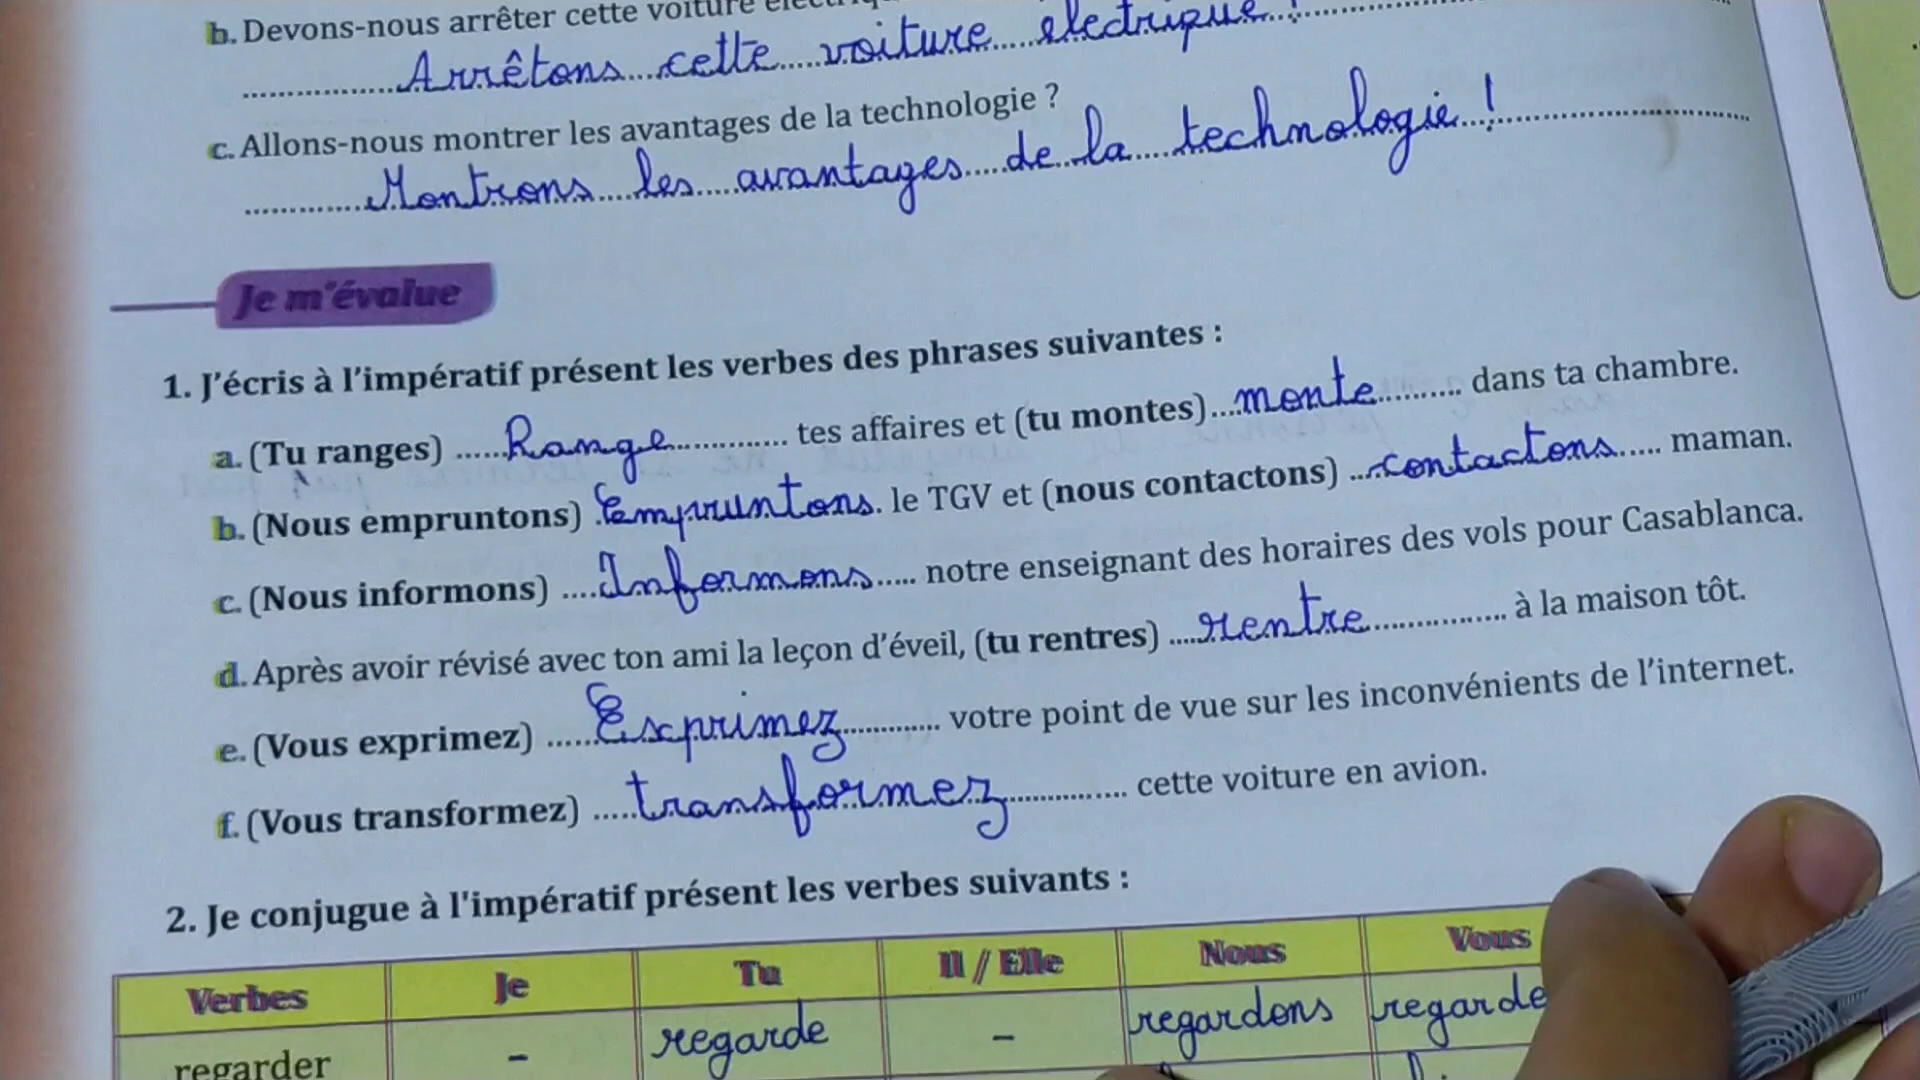 b. Devons-nous arrêter cette voiture
Arrêtons cette voiture électrique !
c. Allons-nous montrer les avantages de la technologie ?
Montrons les avantages de la technologie !
Je m'évalue
1. J'écris à l'impératif présent les verbes des phrases suivantes :
a. (Tu ranges) Range tes affaires et (tu montes) monte dans ta chambre.
b. (Nous empruntons) Empruntons le TGV et (nous contactons) contactons maman.
c. (Nous informons) Informons notre enseignant des horaires des vols pour Casablanca.
d. Après avoir révisé avec ton ami la leçon d'éveil, (tu rentres) rentre à la maison tôt.
e. (Vous exprimez) Exprimez votre point de vue sur les inconvénients de l'internet.
f. (Vous transformez) transformez cette voiture en avion.
2. Je conjugue à l'impératif présent les verbes suivants :
Verbes Je Tu Il / Elle Nous Vous
regarder - regarde - regardons regarde